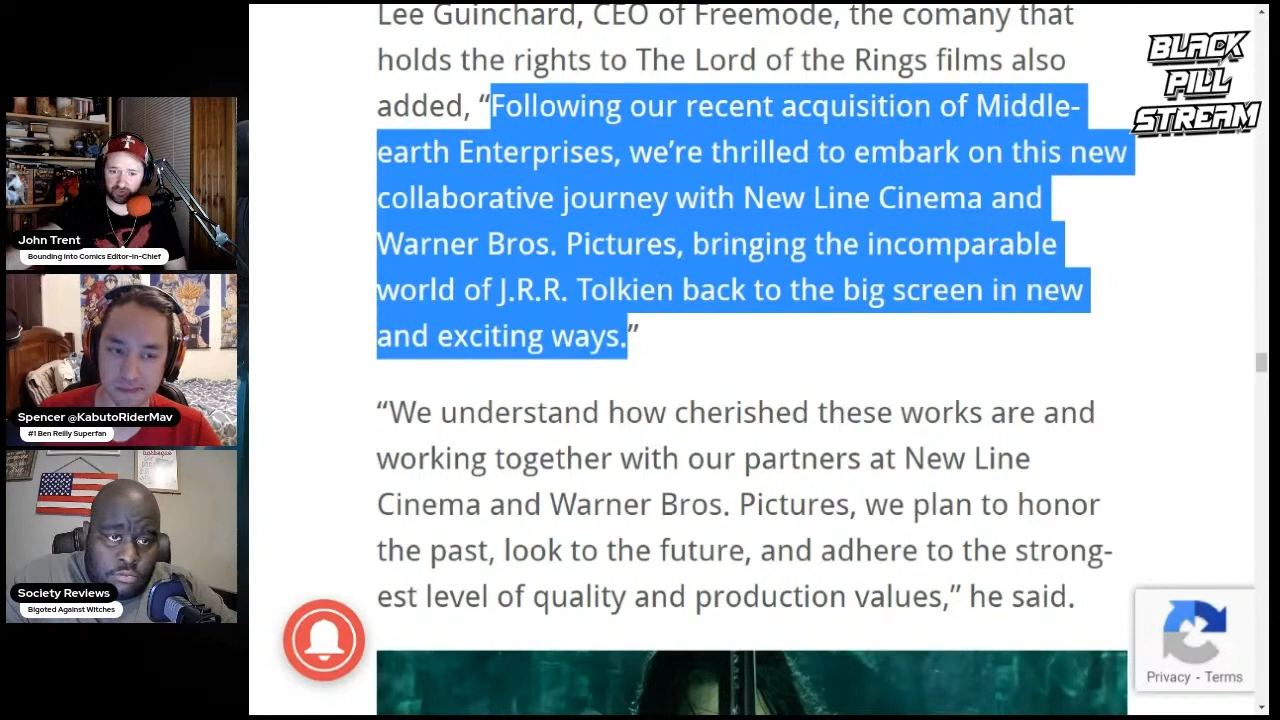 Lee Guinchard, CEO of Freemode, the comany that
holds the rights to The Lord of the Rings films also
added, “Following our recent acquisition of Middle-
earth Enterprises, we’re thrilled to embark on this new
collaborative journey with New Line Cinema and
Warner Bros. Pictures, bringing the incomparable
world of J.R.R. Tolkien back to the big screen in new
and exciting ways.”
“We understand how cherished these works are and
working together with our partners at New Line
Cinema and Warner Bros. Pictures, we plan to honor
the past, look to the future, and adhere to the strong-
est level of quality and production values,” he said.
BLACK
PILL
STREAM
John Trent
Bounding Into Comics Editor-in-Chief
Spencer @KabutoRiderMav
#1 Ben Reilly Superfan
Society Reviews
Bigoted Against Witches
Privacy - Terms